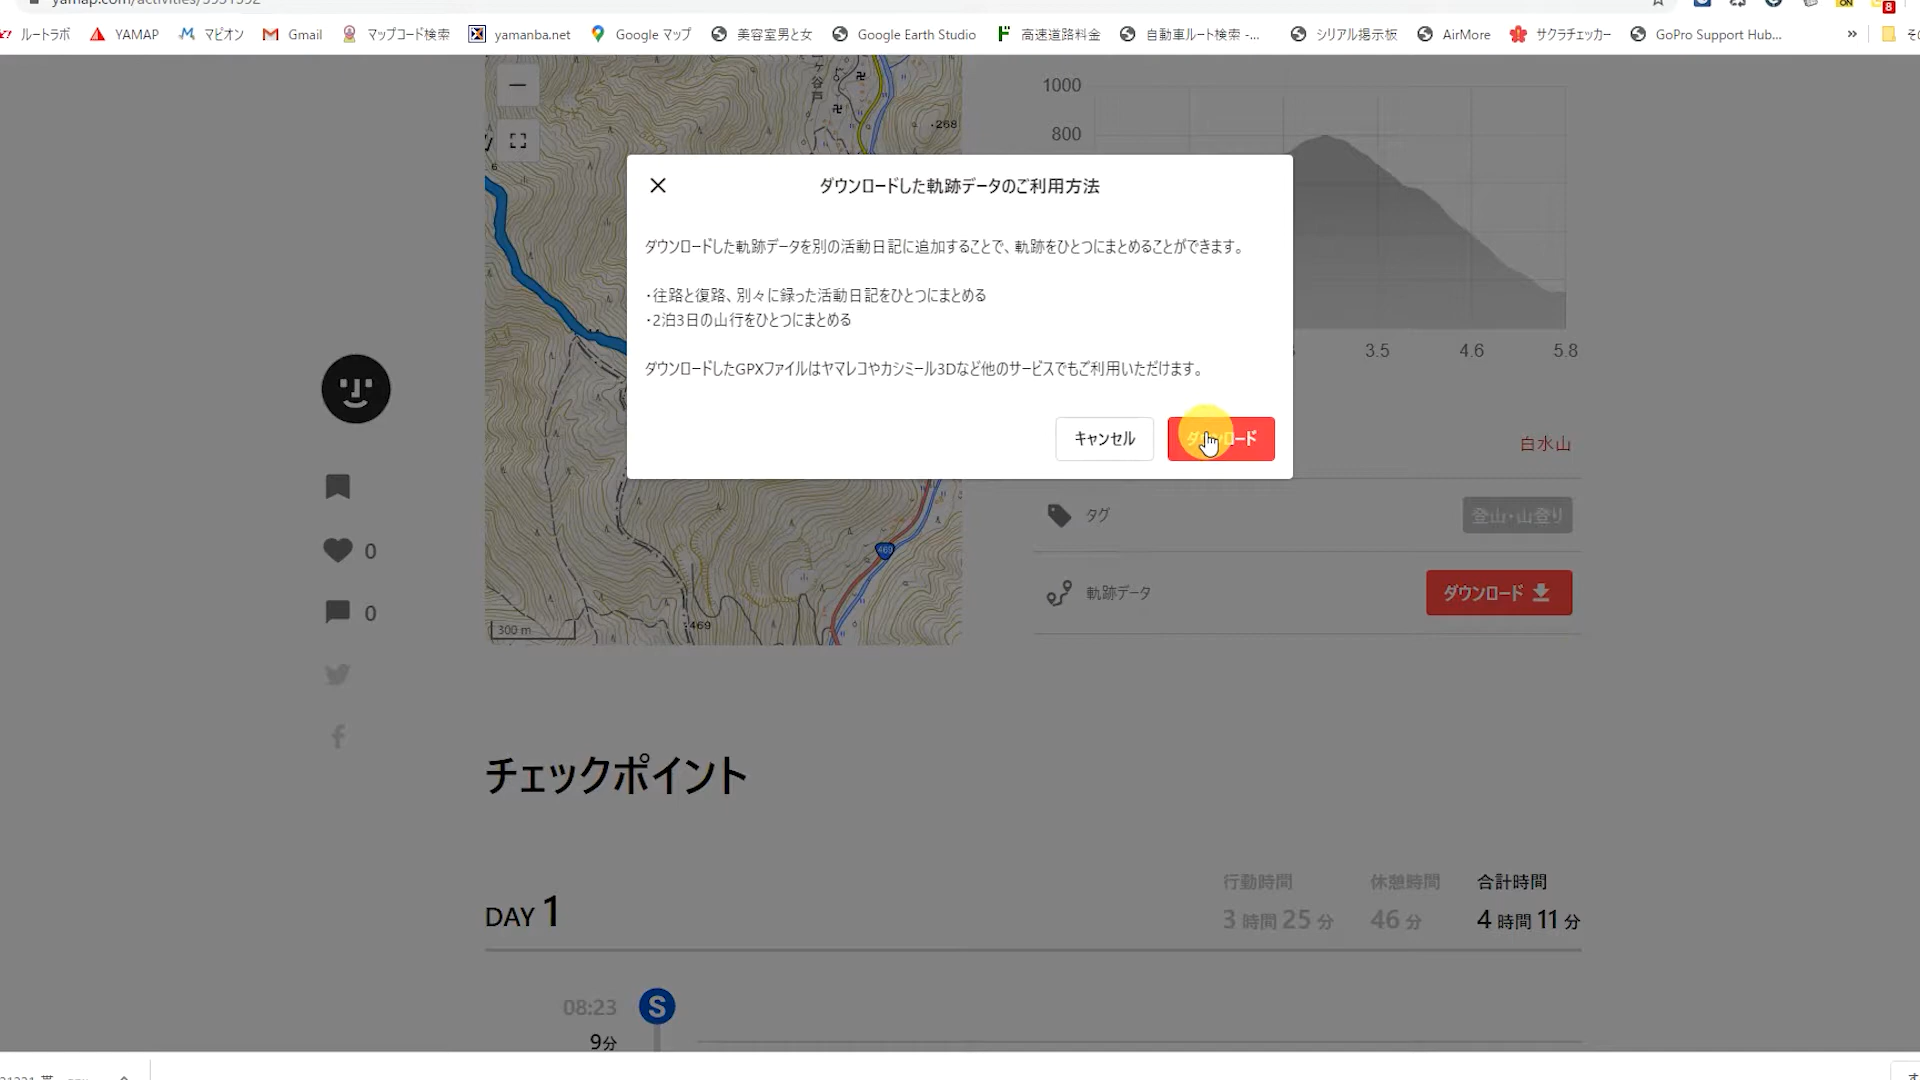 ルートラボ YAMAP マピオン Gmail マップコード検索 yamanba.net Google マップ 美容室男と女 Google Earth Studio 高速道路料金 自動車ルート検索 -... シリアル掲示板 AirMore サクラチェッカー GoPro Support Hub... »
ON 8
1000
800
・268
ダウンロードした軌跡データのご利用方法
ダウンロードした軌跡データを別の活動日記に追加することで、軌跡をひとつにまとめることができます。
・往路と復路、別々に録った活動日記をひとつにまとめる
・2泊3日の山行をひとつにまとめる
3.5 4.6 5.8
ダウンロードしたGPXファイルはヤマレコやカシミール3Dなど他のサービスでもご利用いただけます。
キャンセル
白水山
タグ 登山・山登り
469
軌跡データ ダウンロード
0
0
300 m
・469
チェックポイント
行動時間 休憩時間 合計時間
DAY 1 3 時間 25 分 46 分 4 時間 11 分
08:23 S
9分